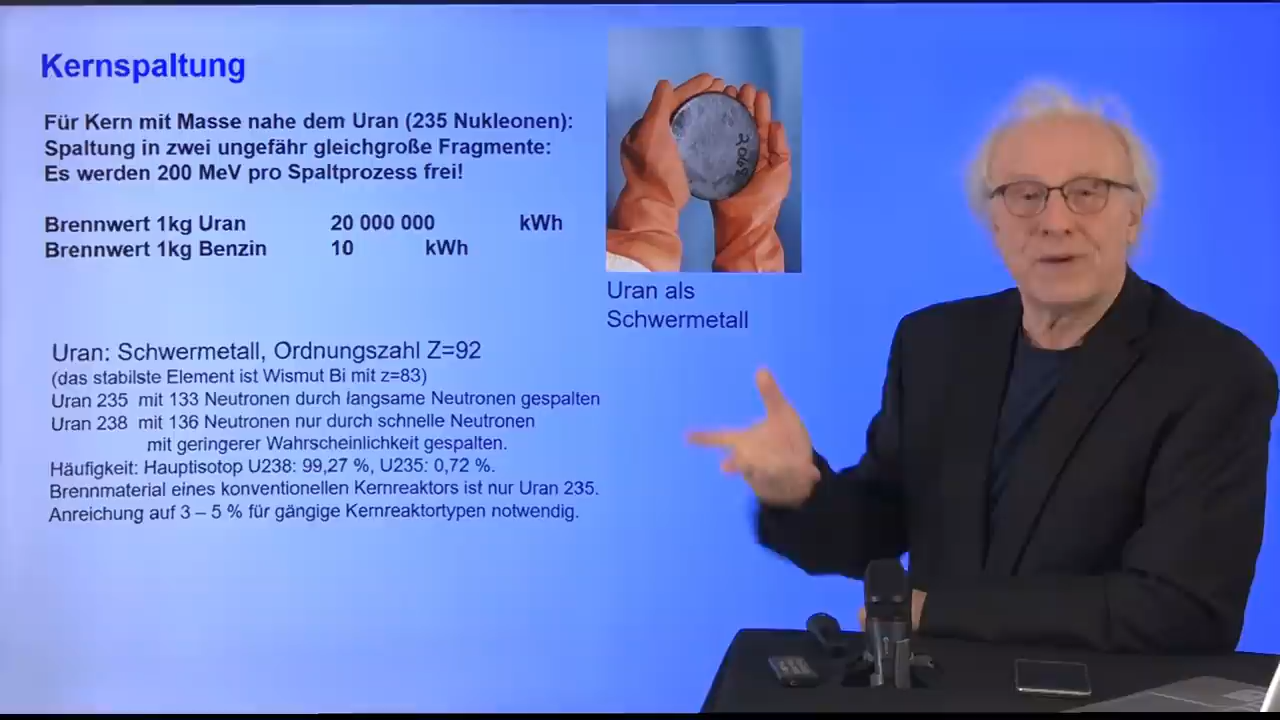 Kernspaltung
Für Kern mit Masse nahe dem Uran (235 Nukleonen):
Spaltung in zwei ungefähr gleichgroße Fragmente:
Es werden 200 MeV pro Spaltprozess frei!
Brennwert 1kg Uran 20 000 000 kWh
Brennwert 1kg Benzin 10 kWh
2068
Uran als
Schwermetall
Uran: Schwermetall, Ordnungszahl Z=92
(das stabilste Element ist Wismut Bi mit z=83)
Uran 235 mit 133 Neutronen durch langsame Neutronen gespalten
Uran 238 mit 136 Neutronen nur durch schnelle Neutronen
mit geringerer Wahrscheinlichkeit gespalten.
Häufigkeit: Hauptisotop U238: 99,27 %, U235: 0,72 %.
Brennmaterial eines konventionellen Kernreaktors ist nur Uran 235.
Anreichung auf 3 – 5 % für gängige Kernreaktortypen notwendig.